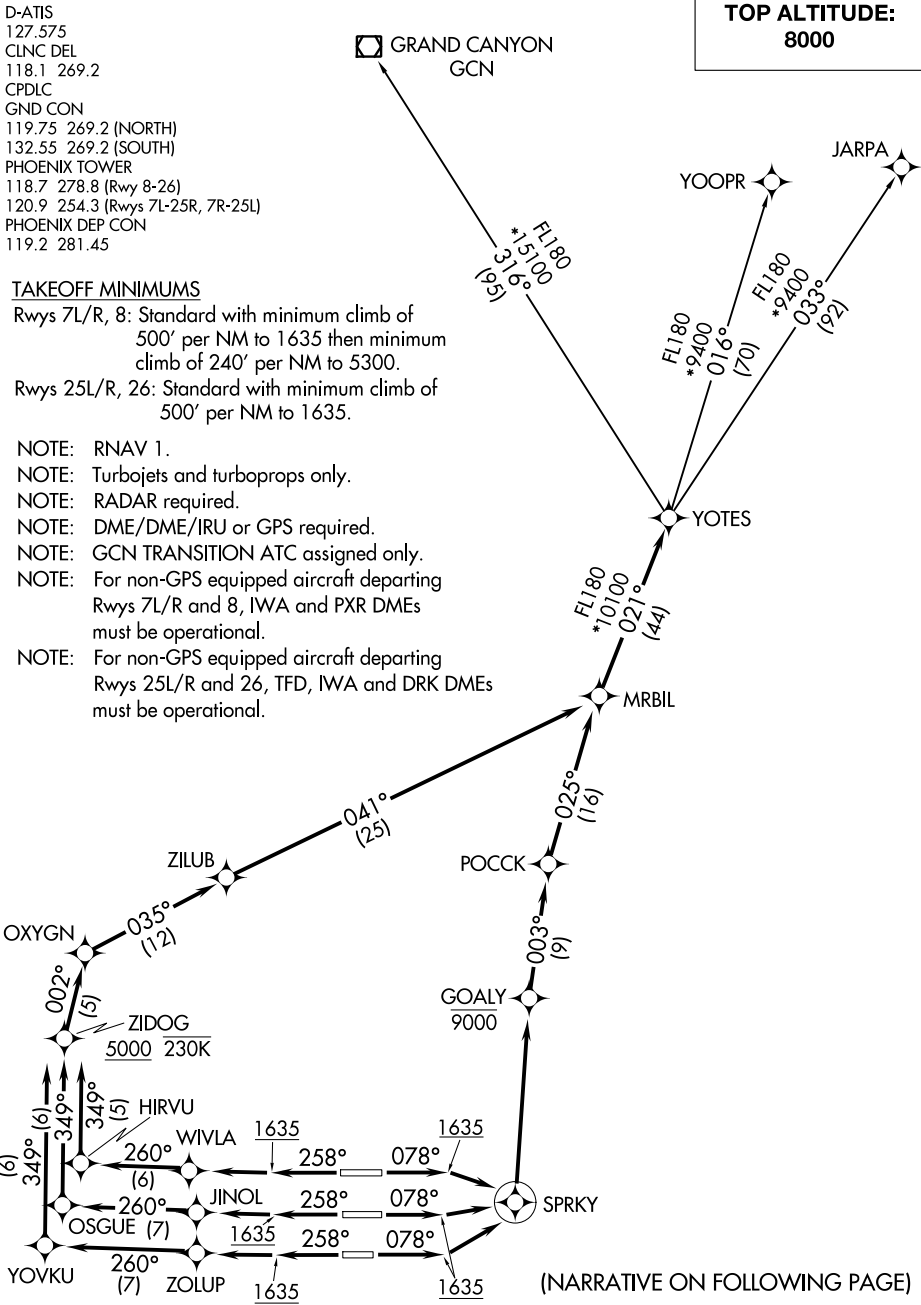 D-ATIS
127.575
CLNC DEL
118.1 269.2
CPDLC
GND CON
119.75 269.2 (NORTH)
132.55 269.2 (SOUTH)
PHOENIX TOWER
118.7 278.8 (Rwy 8-26)
120.9 254.3 (Rwys 7L-25R, 7R-25L)
PHOENIX DEP CON
119.2 281.45
TOP ALTITUDE:
8000
GRAND CANYON
GCN
YOOPR
JARPA
FL180
*15100
316°
(95)
FL180
*9400
016°
(70)
FL180
*9400
033°
(92)
TAKEOFF MINIMUMS
Rwys 7L/R, 8: Standard with minimum climb of
500' per NM to 1635 then minimum
climb of 240' per NM to 5300.
Rwys 25L/R, 26: Standard with minimum climb of
500' per NM to 1635.
NOTE: RNAV 1.
NOTE: Turbojets and turboprops only.
NOTE: RADAR required.
NOTE: DME/DME/IRU or GPS required.
NOTE: GCN TRANSITION ATC assigned only.
NOTE: For non-GPS equipped aircraft departing
Rwys 7L/R and 8, IWA and PXR DMEs
must be operational.
NOTE: For non-GPS equipped aircraft departing
Rwys 25L/R and 26, TFD, IWA and DRK DMEs
must be operational.
YOTES
FL180
*10100
021°
(44)
MRBIL
041°
(25)
025°
(16)
ZILUB
POCCK
035°
(12)
OXYGN
003°
(9)
002°
(5)
GOALY
9000
ZIDOG
5000 230K
349°
(6)
349°
(6)
349°
(5)
HIRVU
WIVLA
260°
(6)
1635
258°
078°
1635
JINOL
260°
(7)
OSGUE
1635
258°
078°
SPRKY
YOVKU
260°
(7)
ZOLUP
1635
258°
078°
1635
(NARRATIVE ON FOLLOWING PAGE)